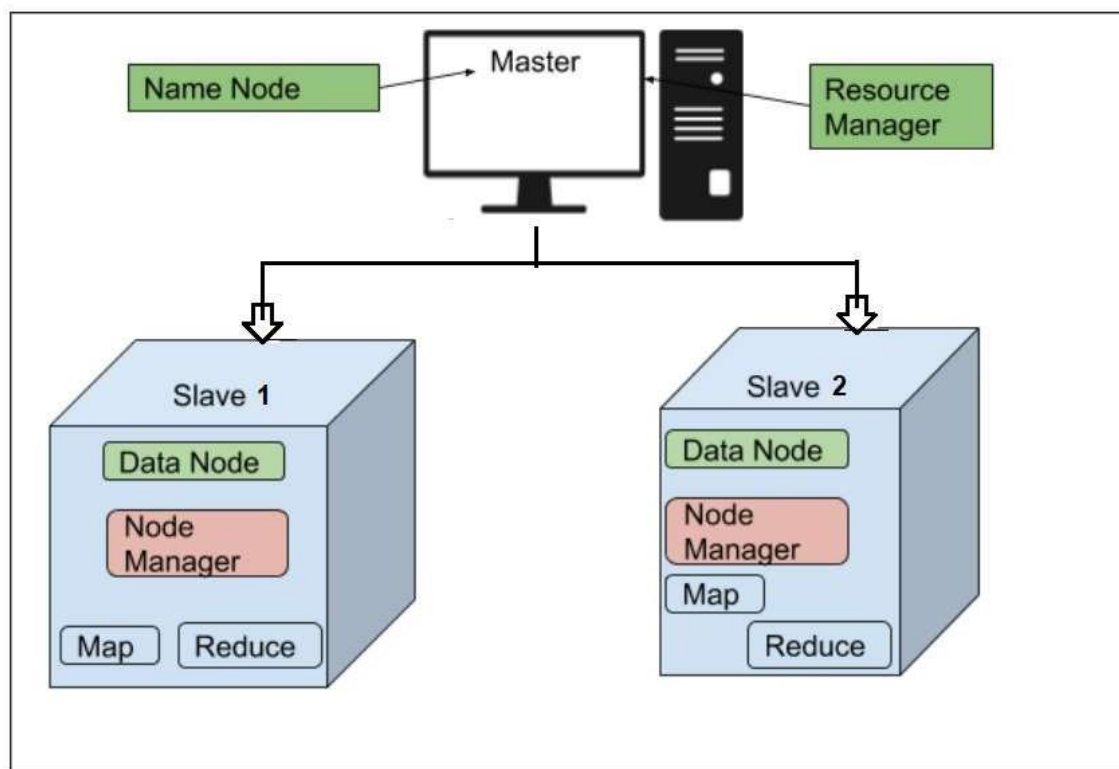 Master
Name Node
Resource
Manager
Slave 1
Data Node
Node
Manager
Map
Reduce
Slave 2
Data Node
Node
Manager
Map
Reduce